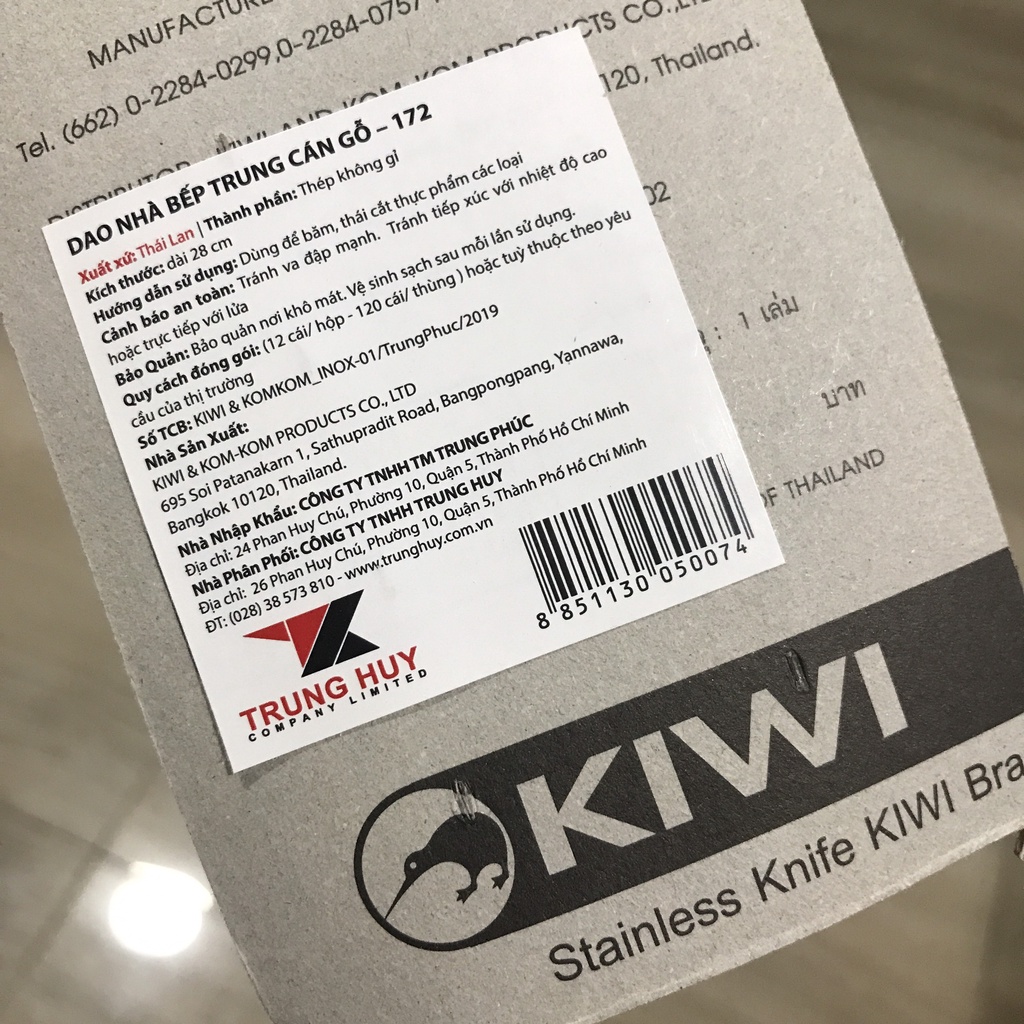 MANUFACTURE
Tel. (662) 0-2284-0299,0-2284-0757
DISTRIBUTOR KIWI AND KOM-KOM PRODUCTS CO.,LT
120, Thailand.
02
: 1 เล่ม
บาท
OF THAILAND
DAO NHÀ BẾP TRUNG CÁN GỖ – 172
Xuất xứ: Thái Lan | Thành phần: Thép không gỉ
Kích thước: dài 28 cm
Hướng dẫn sử dụng: Dùng để băm, thái cắt thực phẩm các loại
Cảnh báo an toàn: Tránh va đập mạnh. Tránh tiếp xúc với nhiệt độ cao
hoặc trực tiếp với lửa
Bảo Quản: Bảo quản nơi khô mát. Vệ sinh sạch sau mỗi lần sử dụng.
Quy cách đóng gói: (12 cái/ hộp - 120 cái/ thùng ) hoặc tuỳ thuộc theo yêu
cầu của thị trường
Số TCB: KIWI & KOMKOM_INOX-01/TrungPhuc/2019
Nhà Sản Xuất:
KIWI & KOM-KOM PRODUCTS CO., LTD
695 Soi Patanakarn 1, Sathupradit Road, Bangpongpang, Yannawa,
Bangkok 10120, Thailand.
Nhà Nhập Khẩu: CÔNG TY TNHH TM TRUNG PHÚC
Địa chỉ: 24 Phan Huy Chú, Phường 10, Quận 5, Thành Phố Hồ Chí Minh
Nhà Phân Phối: CÔNG TY TNHH TRUNG HUY
Địa chỉ: 26 Phan Huy Chú, Phường 10, Quận 5, Thành Phố Hồ Chí Minh
ĐT: (028) 38 573 810 - www.trunghuy.com.vn
8 851130 050074
TRUNG HUY
COMPANY LIMITED
KIWI
Stainless Knife KIWI Bra